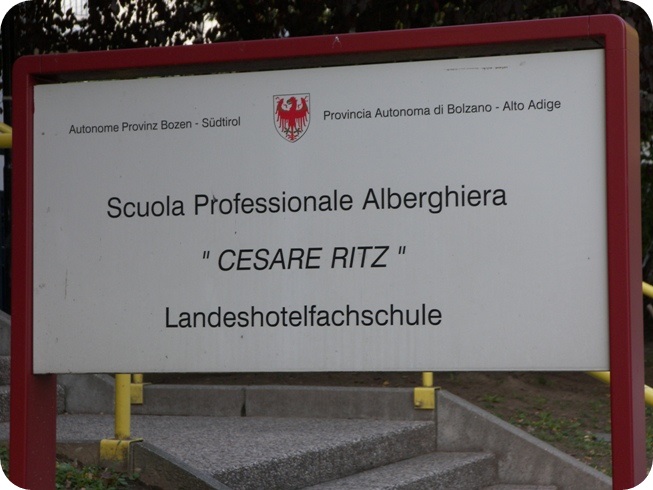 Autonome Provinz Bozen - Südtirol
Provincia Autonoma di Bolzano - Alto Adige
Scuola Professionale Alberghiera
" CESARE RITZ "
Landeshotelfachschule